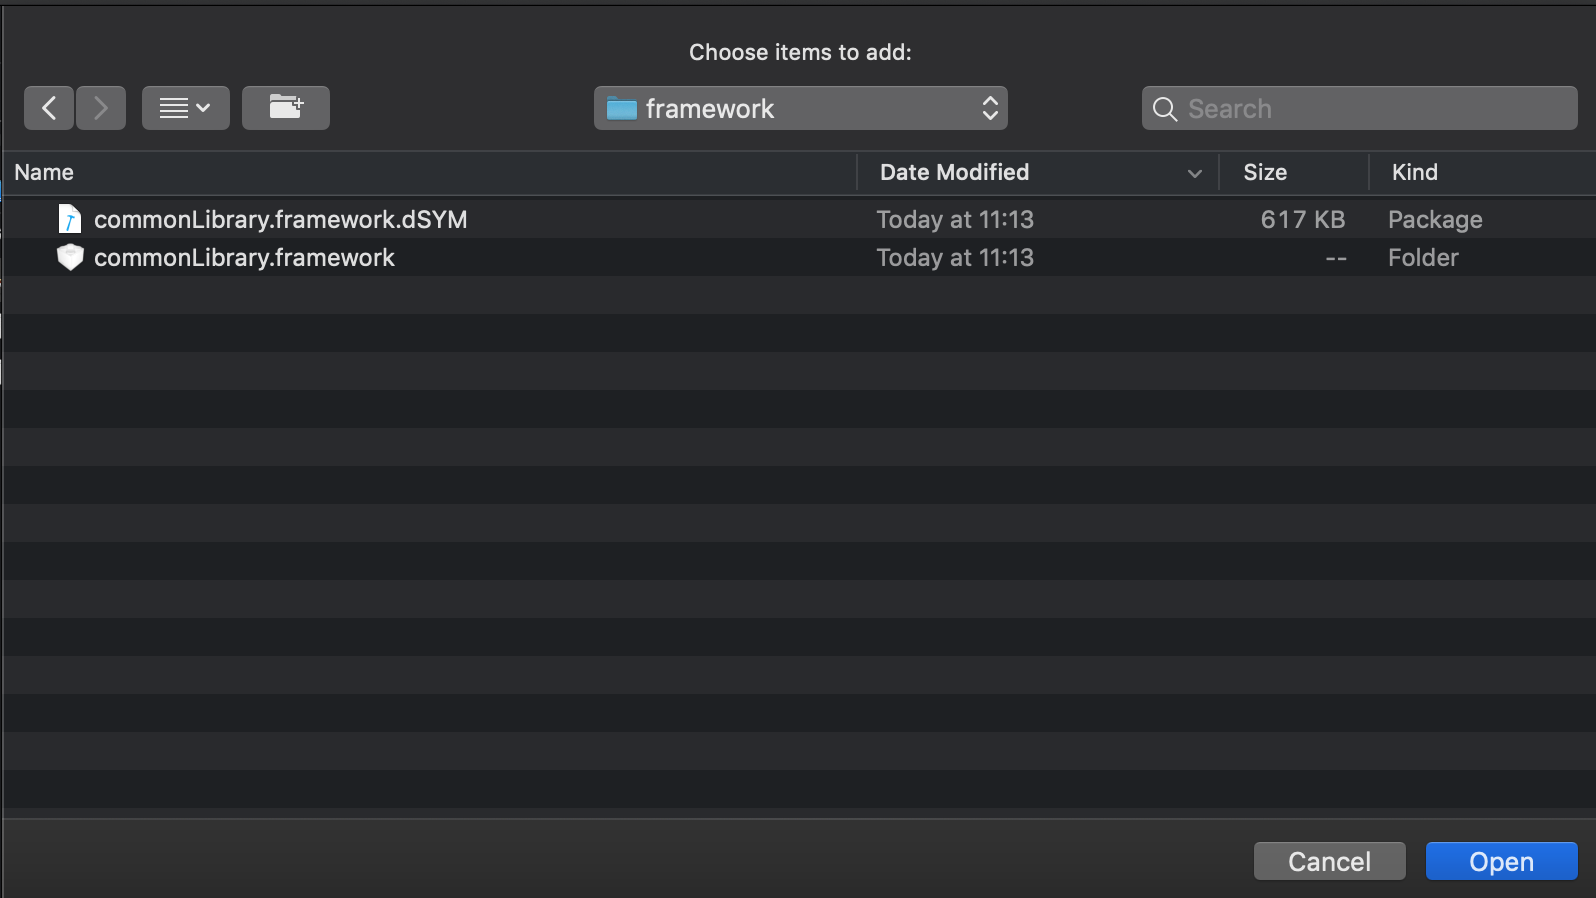 Choose items to add:
framework
Search
Name Date Modified Size Kind
commonLibrary.framework.dSYM Today at 11:13 617 KB Package
commonLibrary.framework Today at 11:13 -- Folder
Cancel Open